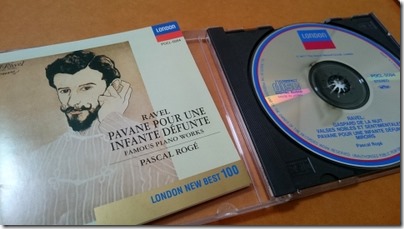 LONDON
RAVEL
PAVANE POUR UNE
INFANTE DÉFUNTE
FAMOUS PIANO WORKS
PASCAL ROGÉ
LONDON NEW BEST 100
LONDON
RAVEL
GASPARD DE LA NUIT
VALSES NOBLES ET SENTIMENTALES
PAVANE POUR UNE INFANTE DÉFUNTE
MIROIRS
Pascal Rogé